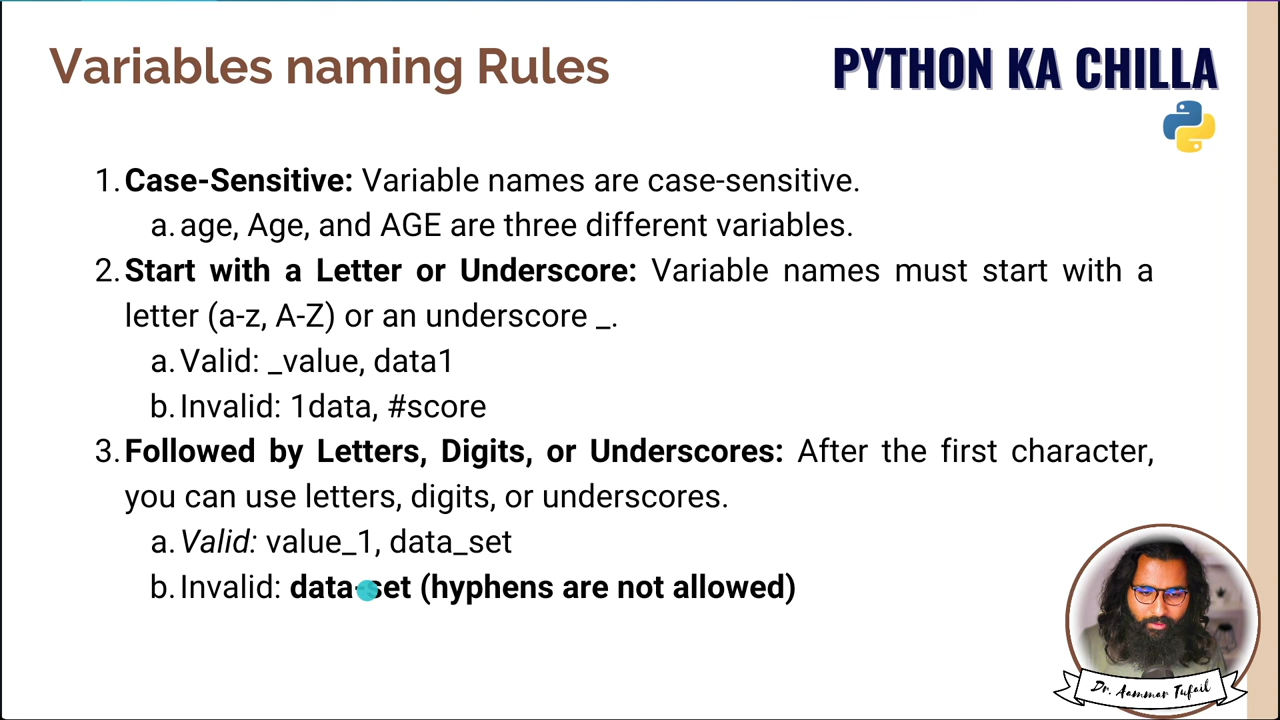 Variables naming Rules
PYTHON KA CHILLA
1. Case-Sensitive: Variable names are case-sensitive.
a. age, Age, and AGE are three different variables.
2. Start with a Letter or Underscore: Variable names must start with a
letter (a-z, A-Z) or an underscore _.
a. Valid: _value, data1
b. Invalid: 1data, #score
3. Followed by Letters, Digits, or Underscores: After the first character,
you can use letters, digits, or underscores.
a. Valid: value_1, data_set
b. Invalid: data-set (hyphens are not allowed)
Dr. Aammar Tufail